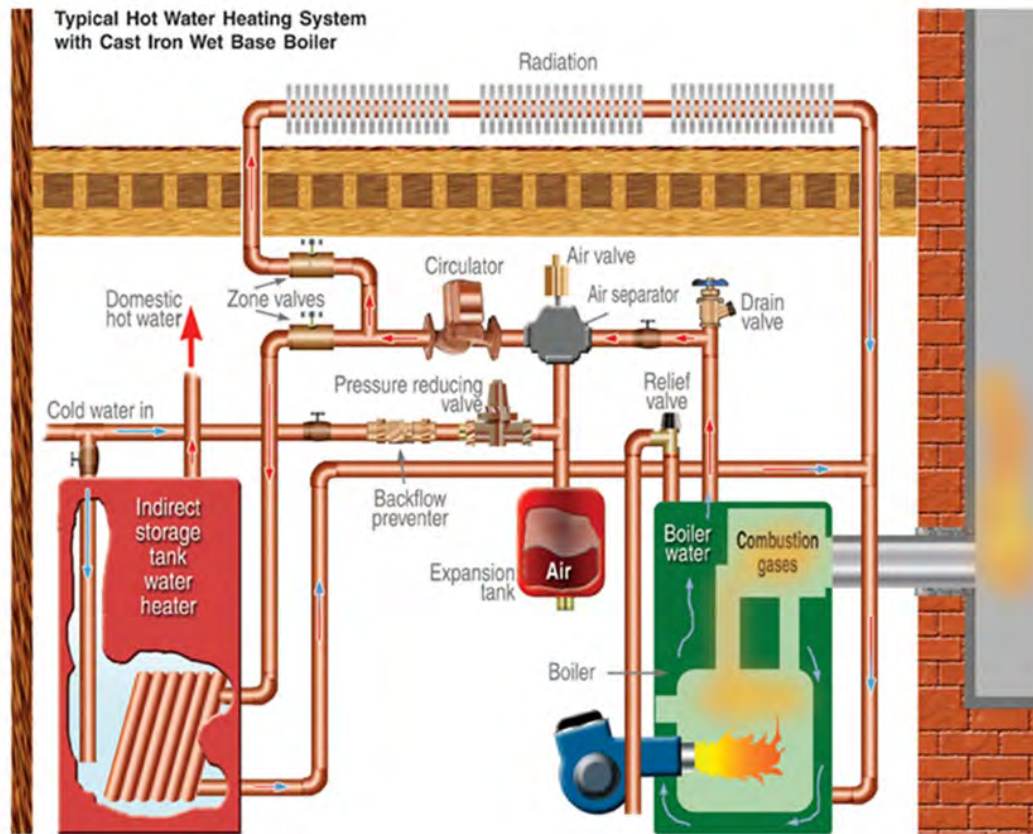 Typical Hot Water Heating System
with Cast Iron Wet Base Boiler
Radiation
Air valve
Circulator
Air separator
Zone valves
Drain
valve
Domestic
hot water
Pressure reducing
valve
Relief
valve
Cold water in
Backflow
preventer
Indirect
storage
tank
water
heater
Boiler
water
Combustion
gases
Expansion
tank
Air
Boiler